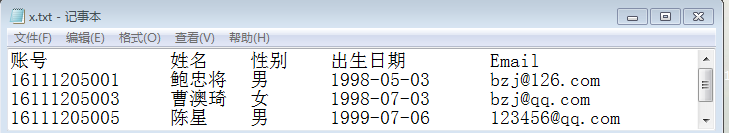 x.txt - 记事本
文件(F) 编辑(E) 格式(O) 查看(V) 帮助(H)
账号 姓名 性别 出生日期 Email
16111205001 鲍忠将 男 1998-05-03 bzj@126.com
16111205003 曹澳琦 女 1998-07-03 bzj@qq.com
16111205005 陈星 男 1999-07-06 123456@qq.com